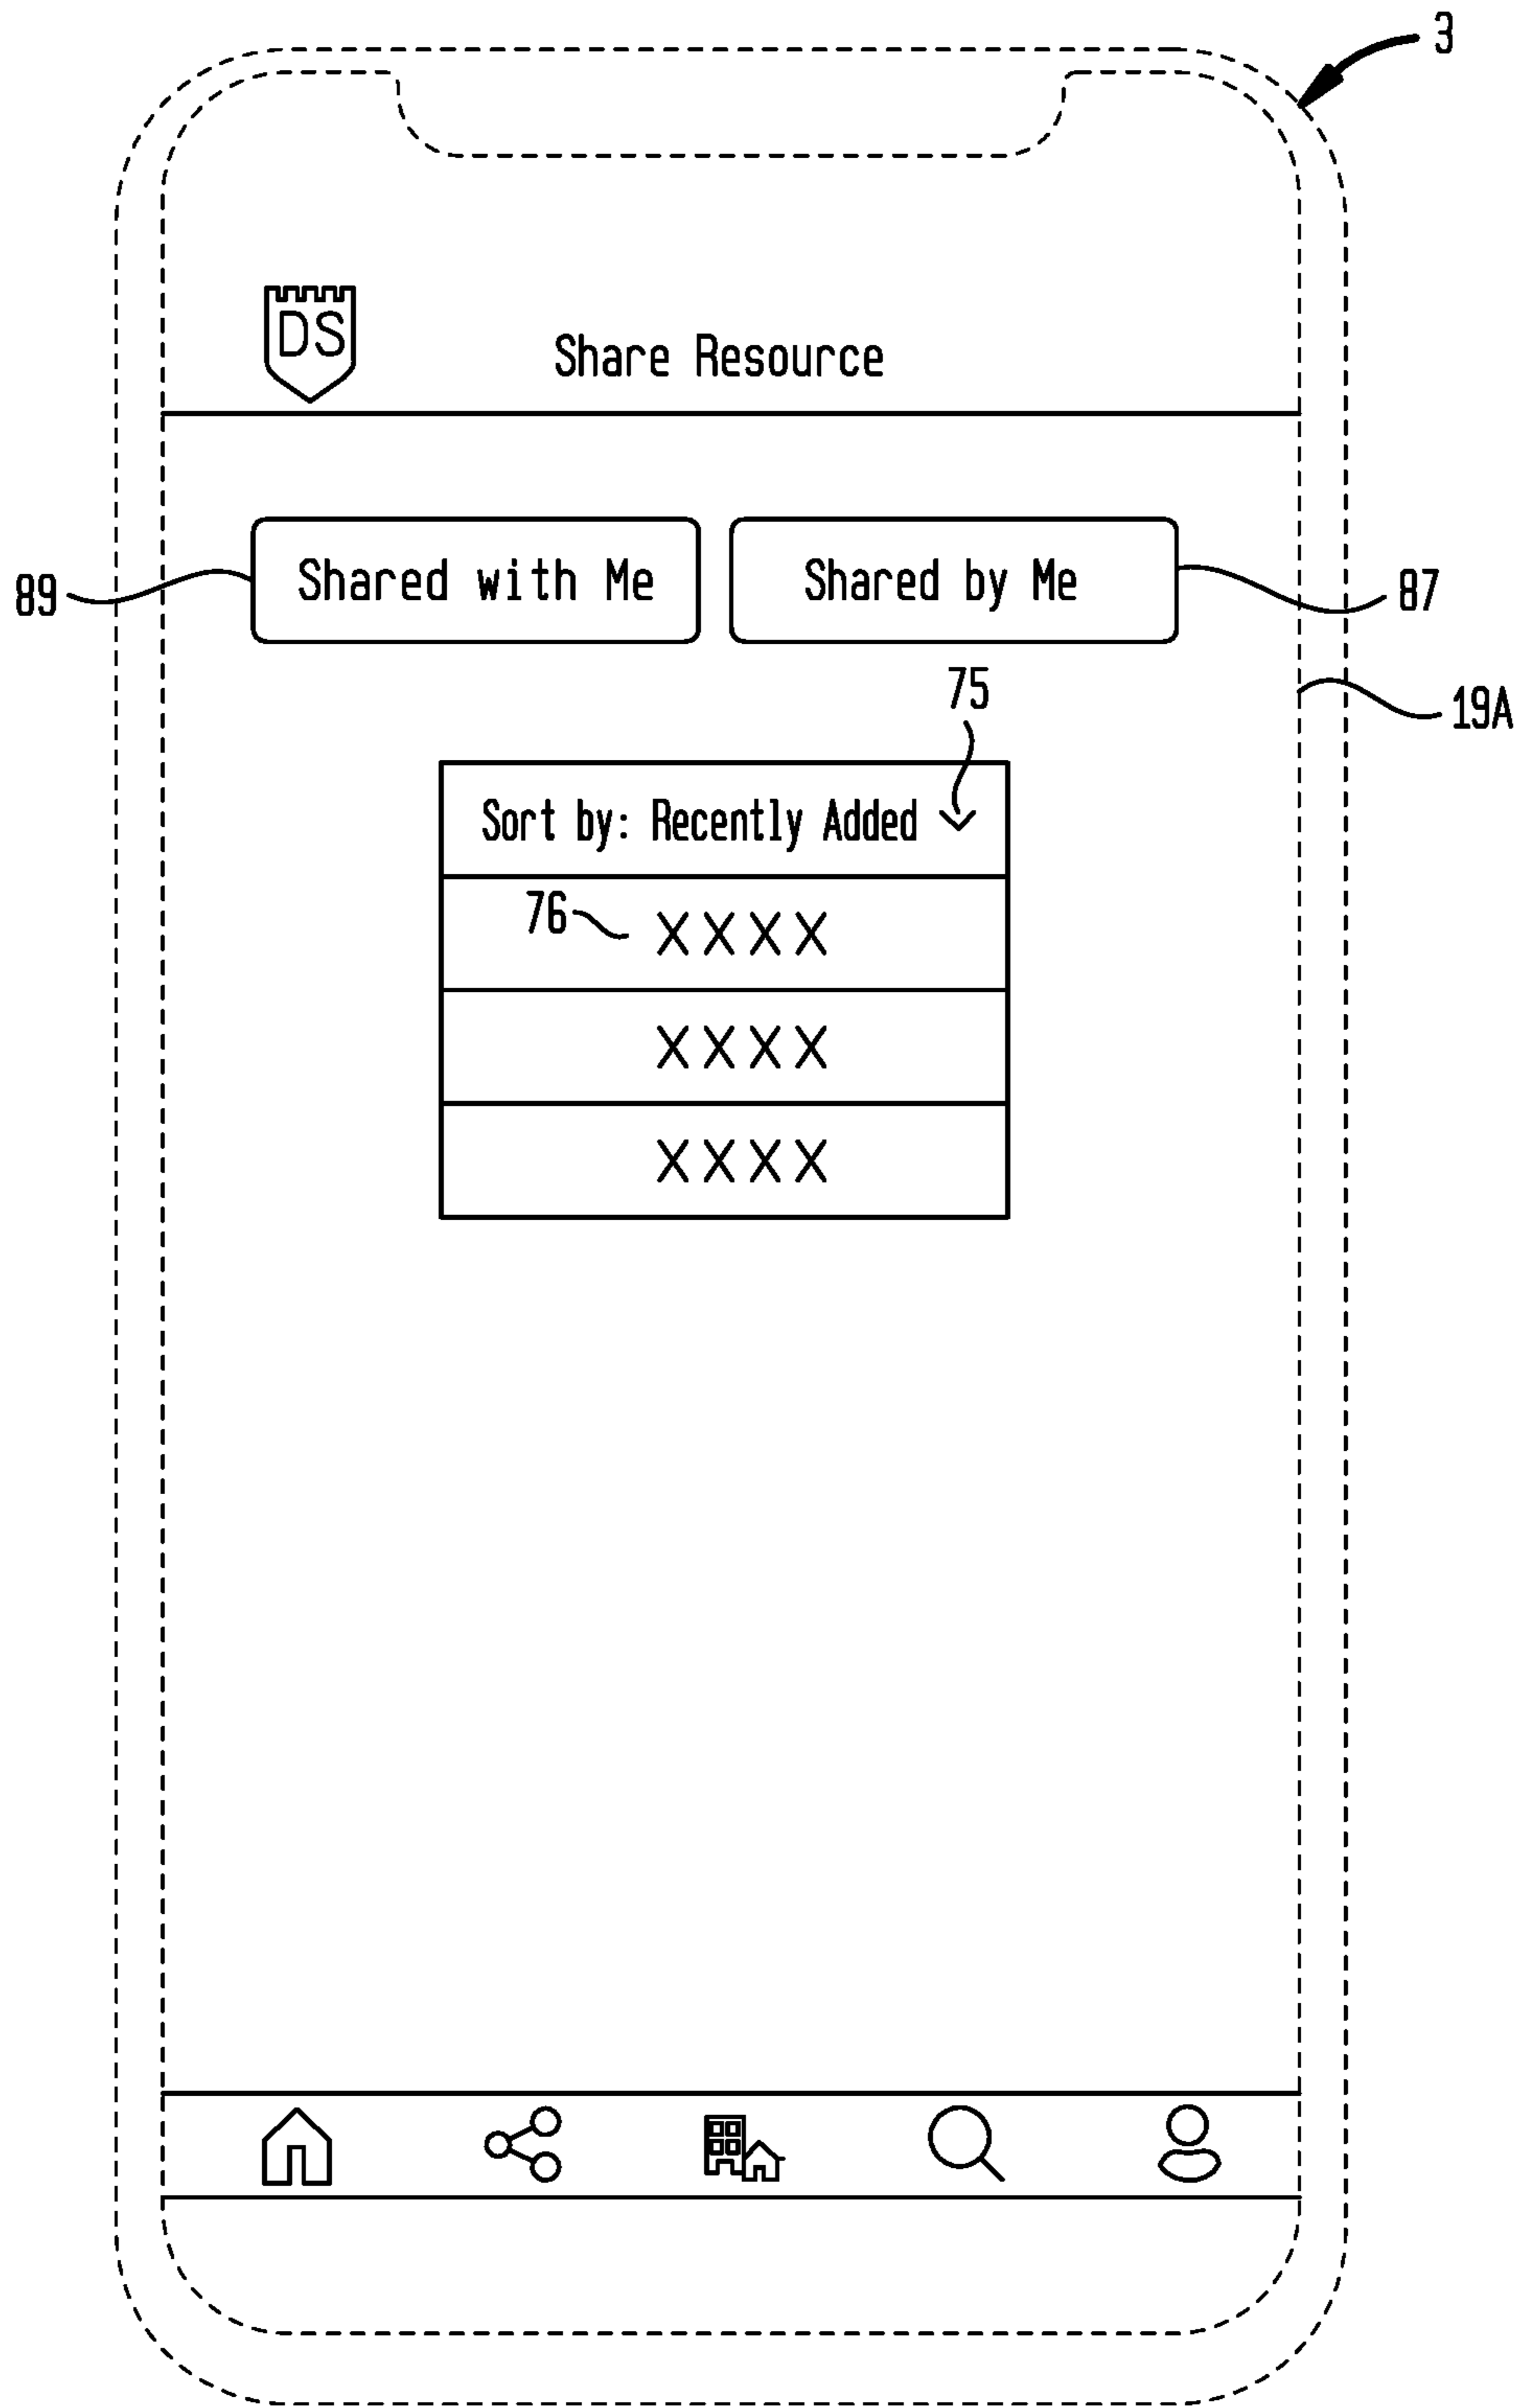 3
DS
Share Resource
89
Shared with Me
Shared by Me
87
75
19A
Sort by: Recently Added
76
XXXX
XXXX
XXXX